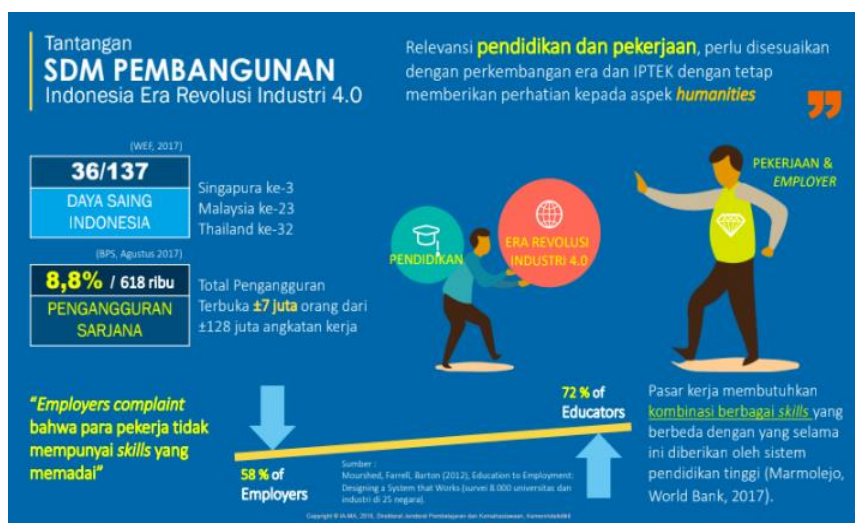 Tantangan
SDM PEMBANGUNAN
Indonesia Era Revolusi Industri 4.0
Relevansi pendidikan dan pekerjaan, perlu disesuaikan
dengan perkembangan era dan IPTEK dengan tetap
memberikan perhatian kepada aspek humanities
”
(WEF, 2017)
36/137
DAYA SAING
INDONESIA
Singapura ke-3
Malaysia ke-23
Thailand ke-32
(BPS, Agustus 2017)
8,8% / 618 ribu
PENGANGGURAN
SARJANA
Total Pengangguran
Terbuka ±7 juta orang dari
±128 juta angkatan kerja
PENDIDIKAN
ERA REVOLUSI
INDUSTRI 4.0
PEKERJAAN &
EMPLOYER
“Employers complaint
bahwa para pekerja tidak
mempunyai skills yang
memadai”
58 % of
Employers
72 % of
Educators
Sumber :
Mourshed, Farrell, Barton (2012), Education to Employment:
Designing a System that Works (survei 8.000 universitas dan
industri di 25 negara).
Pasar kerja membutuhkan
kombinasi berbagai skills yang
berbeda dengan yang selama
ini diberikan oleh sistem
pendidikan tinggi (Marmolejo,
World Bank, 2017).
Direktorat Jenderal Pembelajaran dan Kemahasiswaan,